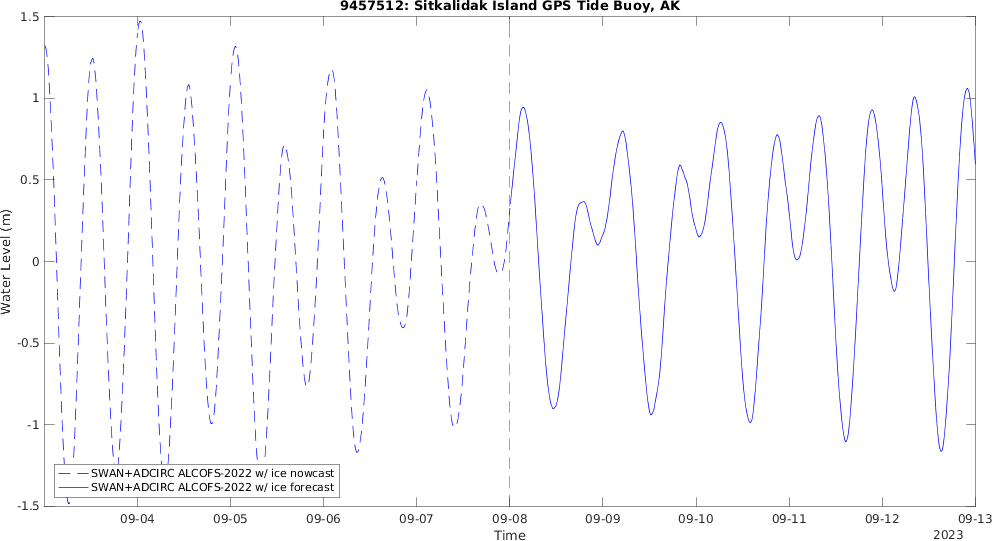 9457512: Sitkalidak Island GPS Tide Buoy, AK
1.5
1
0.5
0
-0.5
-1
-1.5
Water Level (m)
SWAN+ADCIRC ALCOFS-2022 w/ ice nowcast
SWAN+ADCIRC ALCOFS-2022 w/ ice forecast
09-04 09-05 09-06 09-07 09-08 09-09 09-10 09-11 09-12 09-13
Time
2023